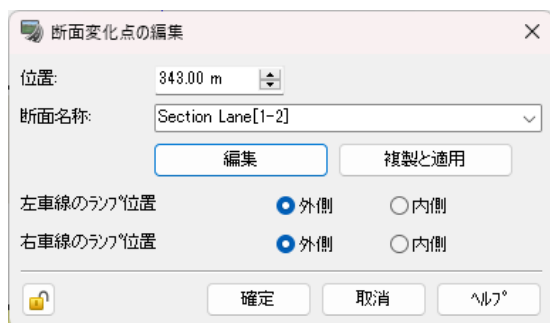 断面変化点の編集
位置: 343.00 m
断面名称: Section Lane[1-2]
編集 複製と適用
左車線のランプ位置 外側 内側
右車線のランプ位置 外側 内側
確定 取消 ヘルプ